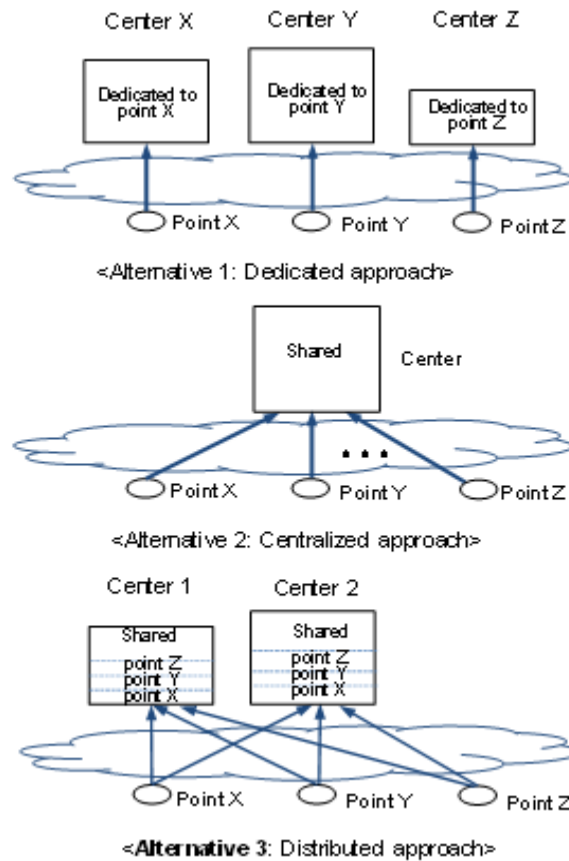 Center X
Center Y
Center Z
Dedicated to
point X
Dedicated to
point Y
Dedicated to
point Z
Point X
Point Y
Point Z
<Alternative 1: Dedicated approach>
Shared
Center
. . .
Point X
Point Y
Point Z
<Alternative 2: Centralized approach>
Center 1
Center 2
Shared
point Z
point Y
point X
Shared
point Z
point Y
point X
Point X
Point Y
Point Z
<Alternative 3: Distributed approach>